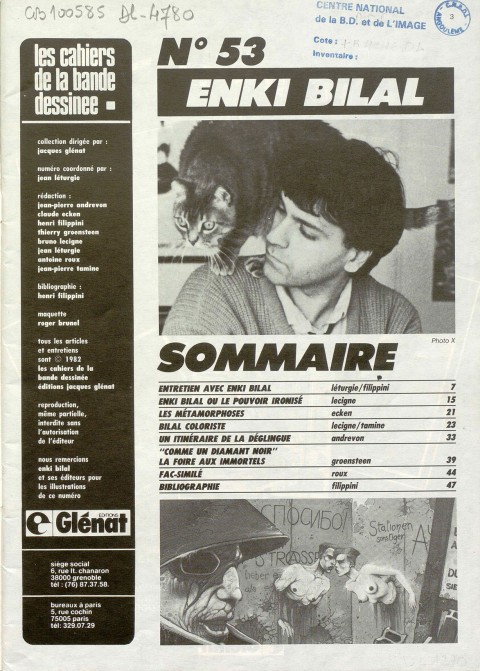 CB100585 DL-4780
CENTRE NATIONAL
de la B.D. et de L'IMAGE
Cote :
Inventaire :
3
les cahiers
de la bande
dessinee
collection dirigée par :
jacques glénat
numéro coordonné par :
jean léturgie
rédaction :
jean-pierre andrevon
claude ecken
henri filippini
thierry groensteen
bruno lecigne
jean léturgie
antoine roux
jean-pierre tamine
bibliographie :
henri filippini
maquette
roger brunel
tous les articles
et entretiens
sont © 1982
les cahiers de la
bande dessinée
éditions jacques glénat
reproduction,
même partielle,
interdite sans
l'autorisation
de l'éditeur
nous remercions
enki bilal
et ses éditeurs pour
les illustrations
de ce numéro
EDITIONS
Glénat
siège social
6, rue lt. chanaron
38000 grenoble
tél : (76) 87.37.58.
bureaux à paris
5, rue cochin
75005 paris
tél: 329.07.29
N° 53
ENKI BILAL
Photo X
SOMMAIRE
ENTRETIEN AVEC ENKI BILAL léturgie/filippini 7
ENKI BILAL OU LE POUVOIR IRONISÉ lecigne 15
LES MÉTAMORPHOSES ecken 21
BILAL COLORISTE lecigne/tamine 23
UN ITINÉRAIRE DE LA DÉGLINGUE andrevon 33
"COMME UN DIAMANT NOIR"
LA FOIRE AUX IMMORTELS groensteen 39
FAC-SIMILÉ roux 44
BIBLIOGRAPHIE filippini 47
СПОСИБО!
Stationen